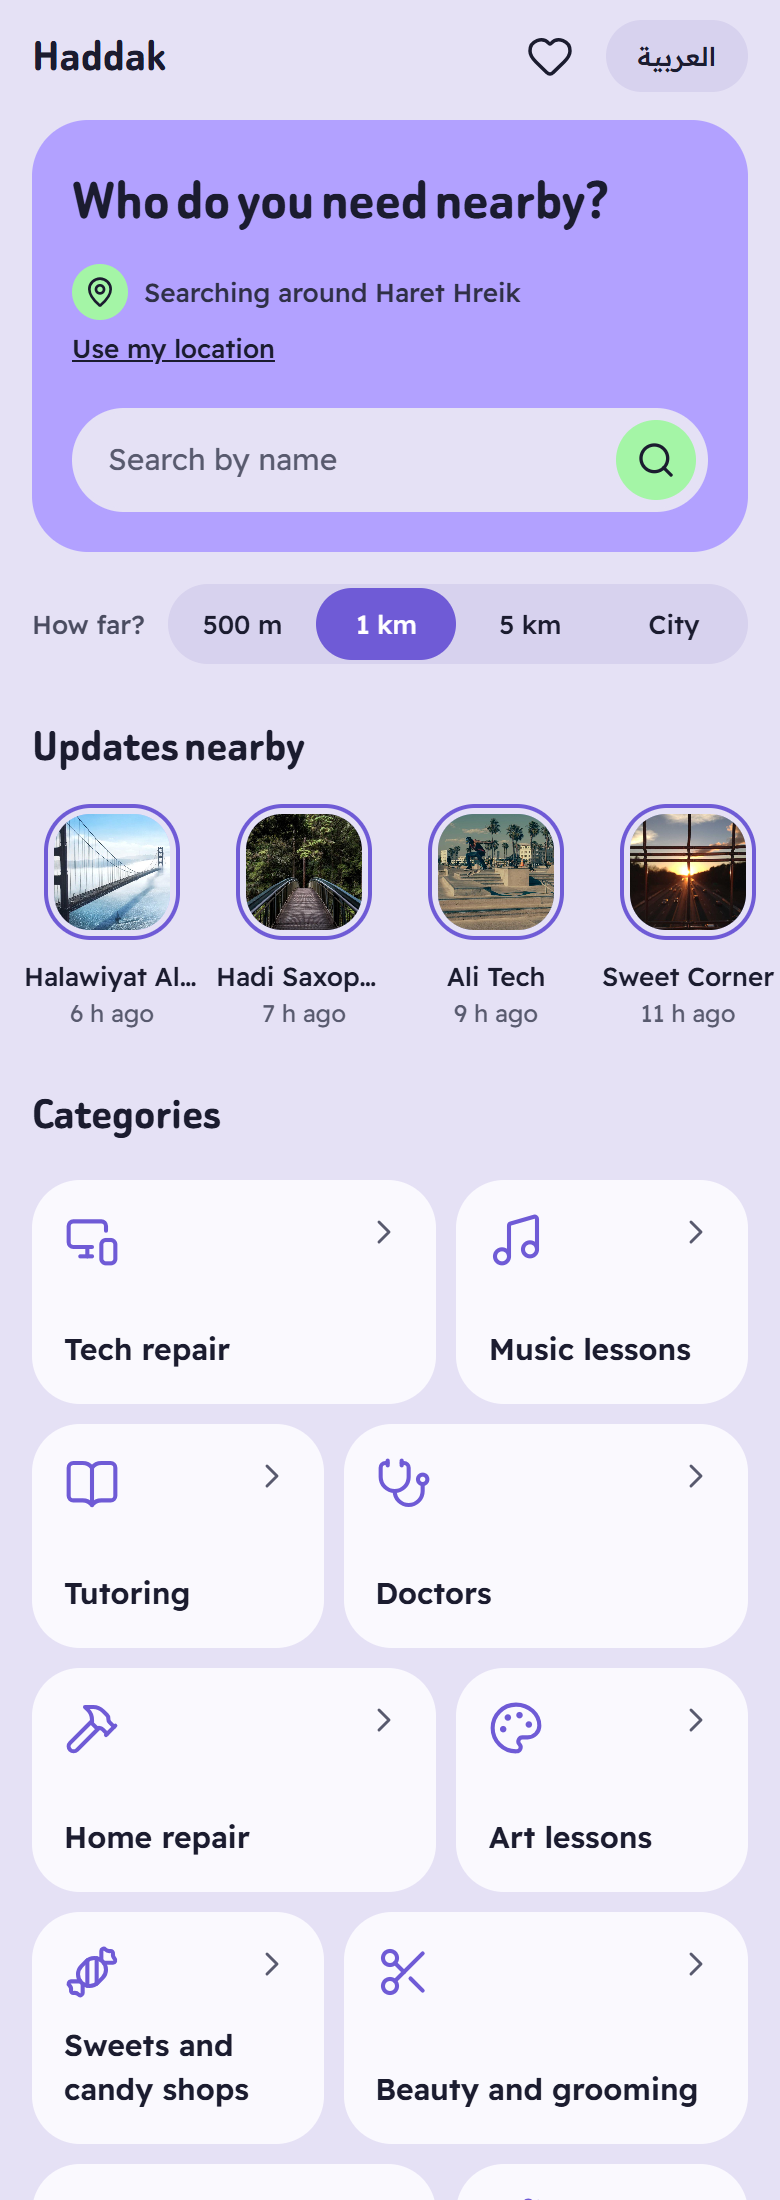 Haddak
العربية
Who do you need nearby?
Searching around Haret Hreik
Use my location
Search by name
How far?
500 m
1 km
5 km
City
Updates nearby
Halawiyat Al...
Hadi Saxop...
Ali Tech
Sweet Corner
6 h ago
7 h ago
9 h ago
11 h ago
Categories
Tech repair
Music lessons
Tutoring
Doctors
Home repair
Art lessons
Sweets and
candy shops
Beauty and grooming